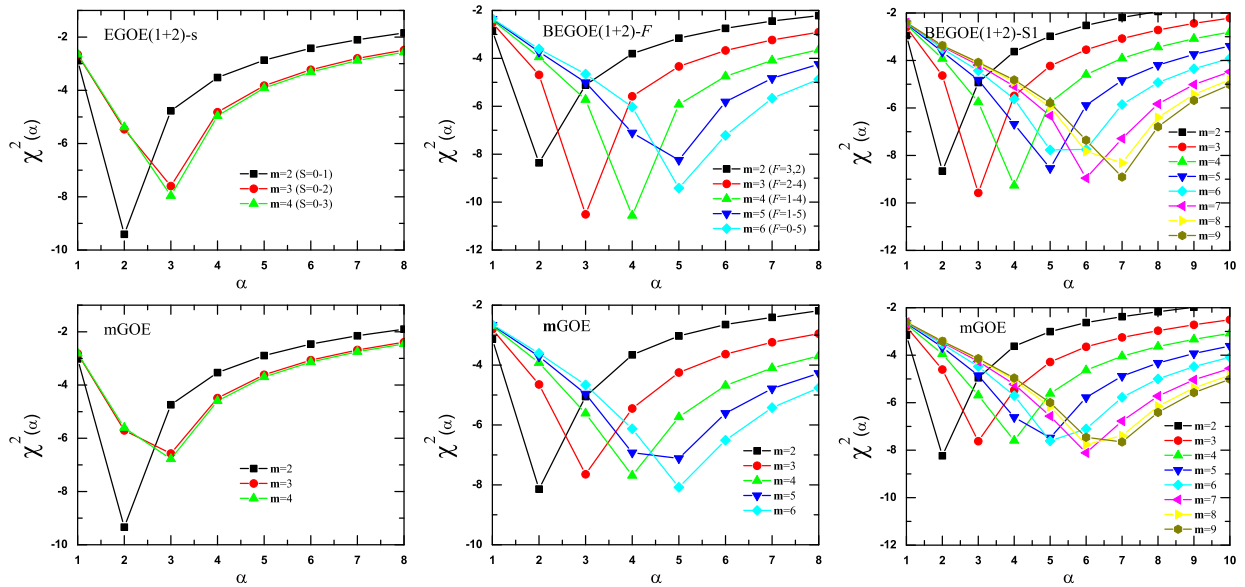 EGOE(1+2)-s
χ²(α)
-2
-4
-6
-8
-10
m=2 (S=0-1)
m=3 (S=0-2)
m=4 (S=0-3)
1 2 3 4 5 6 7 8
α
BEGOE(1+2)-F
χ²(α)
-2
-4
-6
-8
-10
-12
m=2 (F=3,2)
m=3 (F=2-4)
m=4 (F=1-4)
m=5 (F=1-5)
m=6 (F=0-5)
1 2 3 4 5 6 7 8
α
BEGOE(1+2)-S1
χ²(α)
-2
-4
-6
-8
-10
-12
m=2
m=3
m=4
m=5
m=6
m=7
m=8
m=9
1 2 3 4 5 6 7 8 9 10
α
mGOE
χ²(α)
-2
-4
-6
-8
-10
m=2
m=3
m=4
1 2 3 4 5 6 7 8
α
mGOE
χ²(α)
-2
-4
-6
-8
-10
-12
m=2
m=3
m=4
m=5
m=6
1 2 3 4 5 6 7 8
α
mGOE
χ²(α)
-2
-4
-6
-8
-10
-12
m=2
m=3
m=4
m=5
m=6
m=7
m=8
m=9
1 2 3 4 5 6 7 8 9 10
α